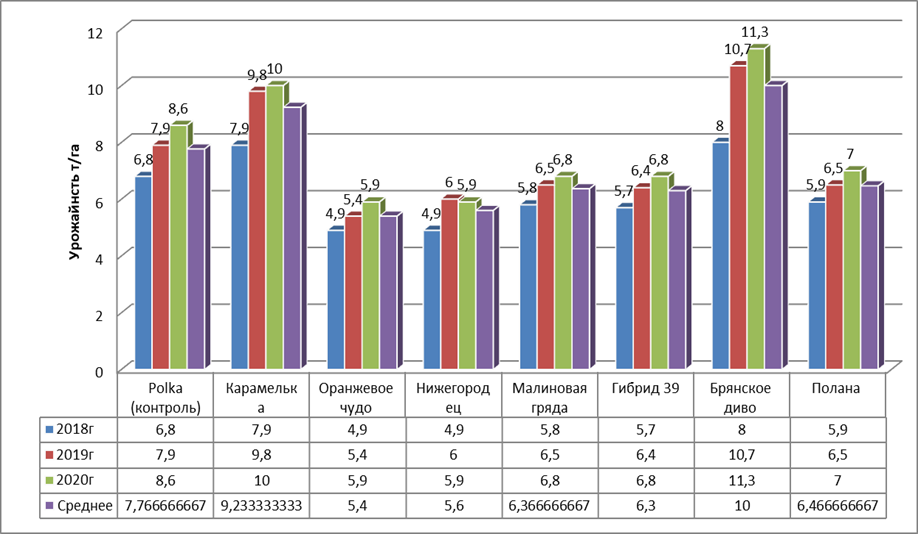 Урожайнсть т/га
12
10
8
6
4
2
0
6,8
7,9
8,6
7,9
9,8
10
4,9
5,4
5,9
4,9
6
5,9
5,8
6,5
6,8
5,7
6,4
6,8
8
10,7
11,3
5,9
6,5
7
Polka (контроль)
Карамелька
Оранжевое чудо
Нижегородец
Малиновая гряда
Гибрид 39
Брянское диво
Полана
2018г 6,8 7,9 4,9 4,9 5,8 5,7 8 5,9
2019г 7,9 9,8 5,4 6 6,5 6,4 10,7 6,5
2020г 8,6 10 5,9 5,9 6,8 6,8 11,3 7
Среднее 7,766666667 9,233333333 5,4 5,6 6,366666667 6,3 10 6,466666667